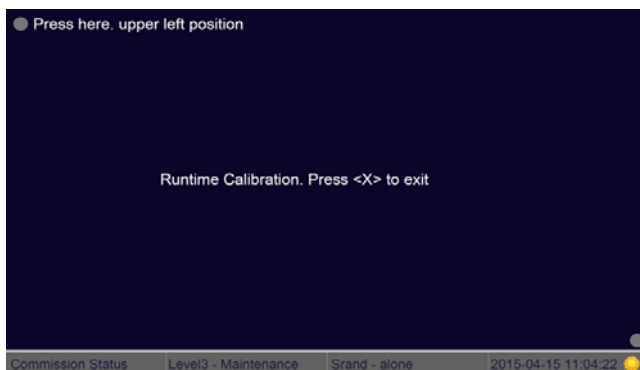 Press here. upper left position
Runtime Calibration. Press <X> to exit
Commission Status Level3 - Maintenance Srand - alone 2015-04-15 11:04:22